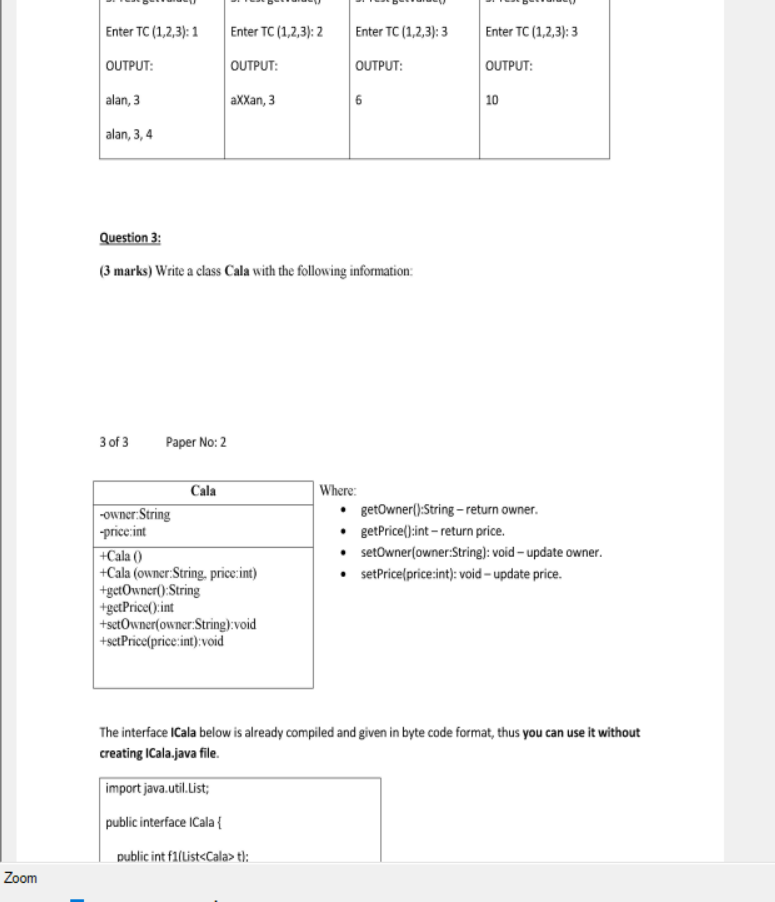 Enter TC (1,2,3): 1 Enter TC (1,2,3): 2 Enter TC (1,2,3): 3 Enter TC (1,2,3): 3
OUTPUT: OUTPUT: OUTPUT: OUTPUT:
alan, 3 aXXan, 3 6 10
alan, 3, 4
Question 3:
(3 marks) Write a class Cala with the following information:
3 of 3 Paper No: 2
Cala
-owner:String
-price:int
+Cala ()
+Cala (owner:String, price:int)
+getOwner():String
+getPrice():int
+setOwner(owner:String):void
+setPrice(price:int):void
Where:
• getOwner():String – return owner.
• getPrice():int – return price.
• setOwner(owner:String): void – update owner.
• setPrice(price:int): void – update price.
The interface ICala below is already compiled and given in byte code format, thus you can use it without
creating ICala.java file.
import java.util.List;
public interface ICala {
public int f1(List<Cala> t);
Zoom